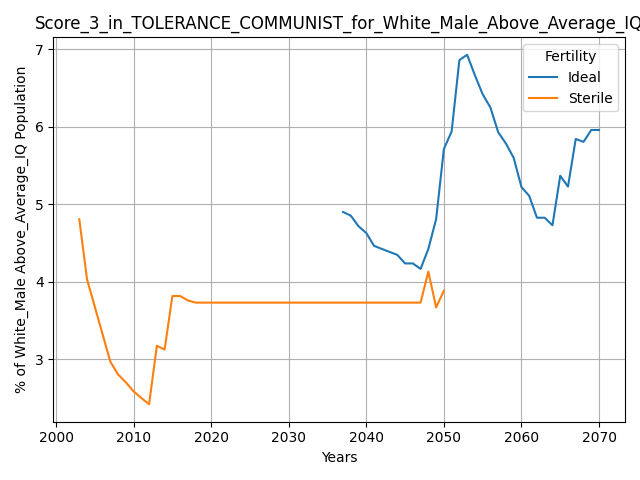 Score_3_in_TOLERANCE_COMMUNIST_for_White_Male_Above_Average_IQ
% of White_Male Above_Average_IQ Population
7
6
5
4
3
Fertility
Ideal
Sterile
2000 2010 2020 2030 2040 2050 2060 2070
Years